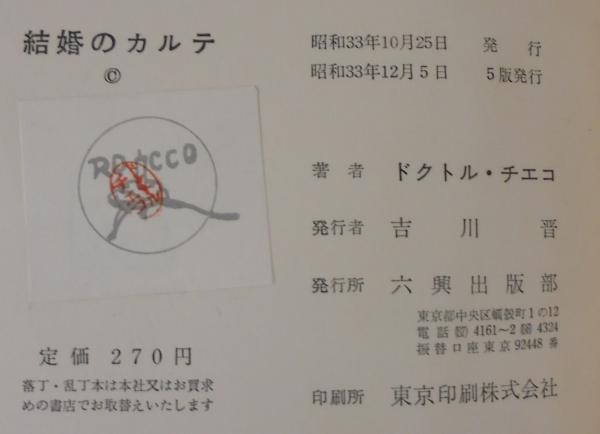 結婚のカルテ
©
ROCCO
定価 270円
落丁・乱丁本は本社又はお買求
めの書店でお取替えいたします
昭和33年10月25日 発行
昭和33年12月5日 5版発行
著者 ドクトル・チエコ
発行者 吉川晋
発行所 六興出版部
東京都中央区蠣殻町1の12
電話 4161~2 4324
振替口座東京92448番
印刷所 東京印刷株式会社